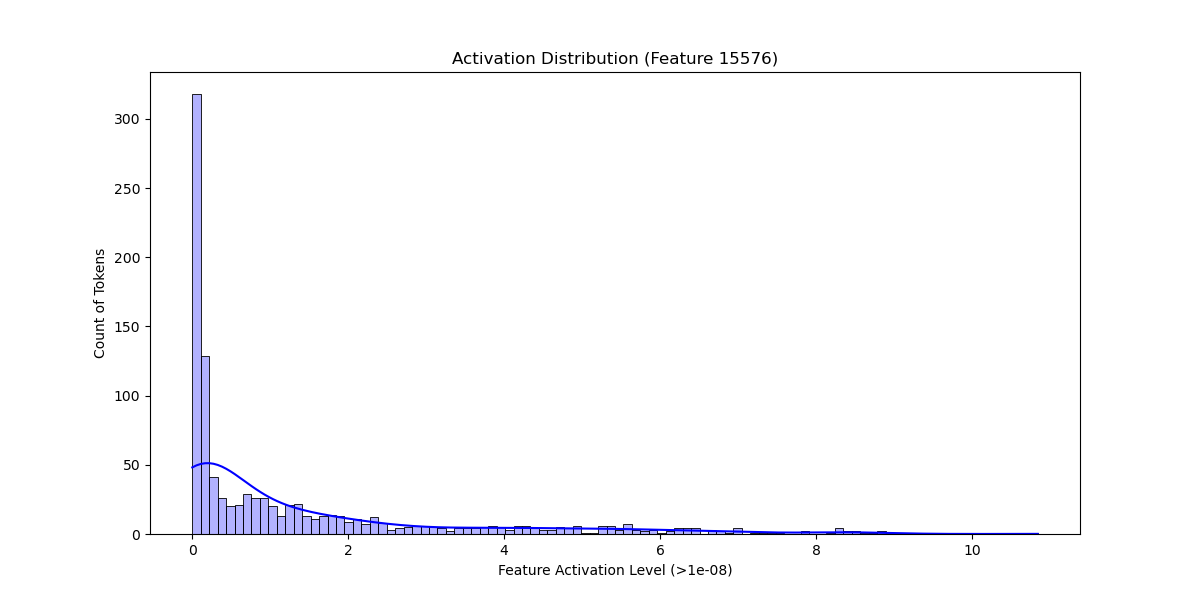 Activation Distribution (Feature 15576)
300
250
200
150
100
50
0
Count of Tokens
0 2 4 6 8 10
Feature Activation Level (>1e-08)